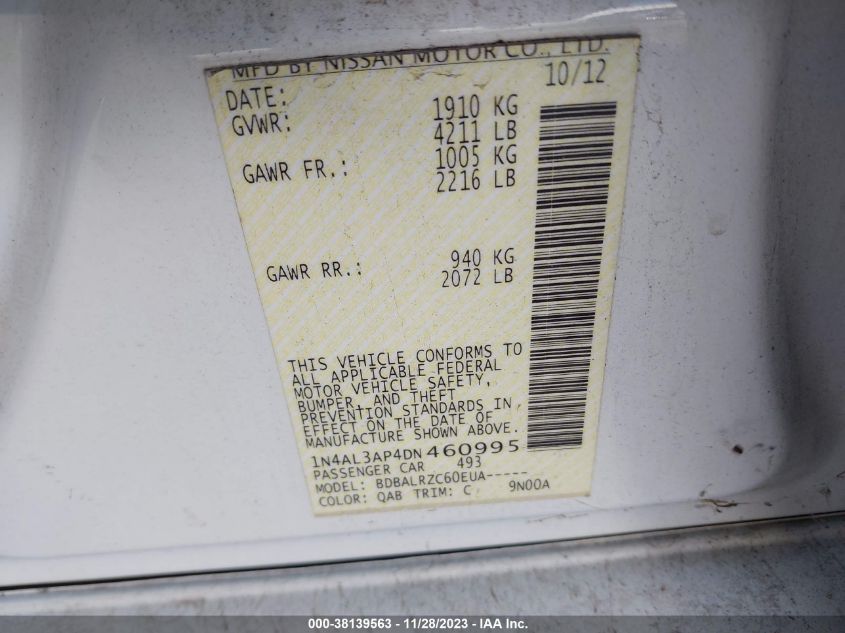 MFD BY NISSAN MOTOR CO., LTD.
DATE: 10/12
GVWR: 1910 KG
4211 LB
GAWR FR.: 1005 KG
2216 LB
GAWR RR.: 940 KG
2072 LB
THIS VEHICLE CONFORMS TO
ALL APPLICABLE FEDERAL
MOTOR VEHICLE SAFETY,
BUMPER, AND THEFT
PREVENTION STANDARDS IN
EFFECT ON THE DATE OF
MANUFACTURE SHOWN ABOVE.
1N4AL3AP4DN460995
PASSENGER CAR 493
MODEL: BDBALRZC60EUA-----
COLOR: QAB TRIM: C 9N00A
000-38139563 - 11/28/2023 - IAA Inc.